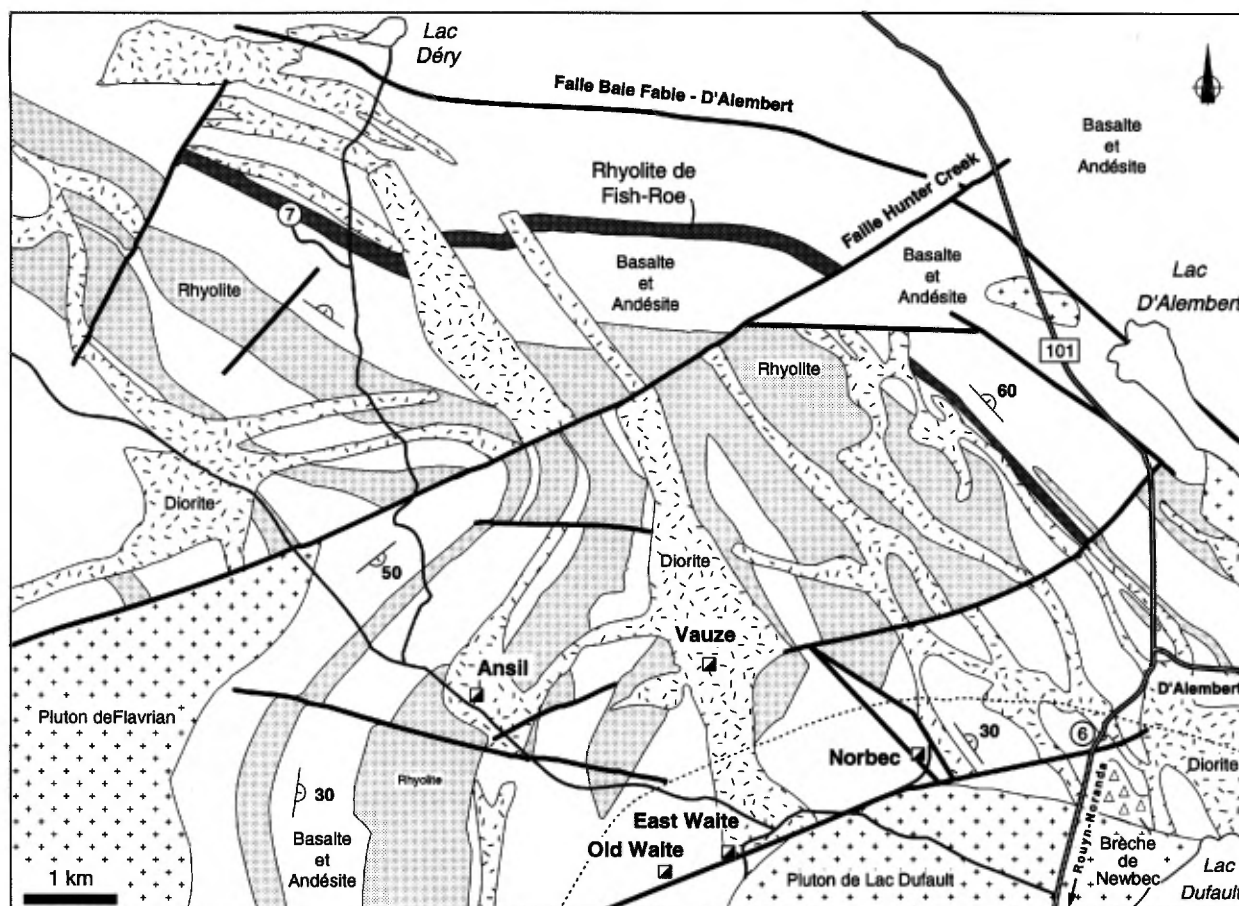 Lac
Déry
Faile Baie Fabie - D'Alembert
Basalte
et
Andésite
Rhyolite de
Fish-Roe
Faille Hunter Creek
7
Basalte
et
Andésite
Basalte
et
Andésite
Lac
D'Alembert
Rhyolite
101
Rhyolite
60
Diorite
50
Diorite
Vauze
Ansil
D'Alembert
Pluton deFlavrian
6
30
Norbec
Diorite
Rhyolite
30
Rouyn-Noranda
East Waite
Old Waite
Basalte
et
Andésite
Brèche
de
Newbec
1 km
Pluton de Lac Dufault
Lac
Dufault